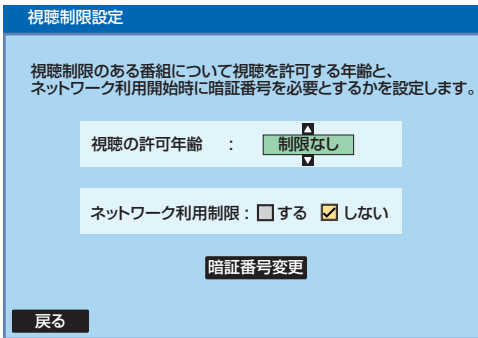 視聴制限設定
視聴制限のある番組について視聴を許可する年齢と、
ネットワーク利用開始時に暗証番号を必要とするかを設定します。
視聴の許可年齢 : 制限なし
ネットワーク利用制限 : する しない
暗証番号変更
戻る